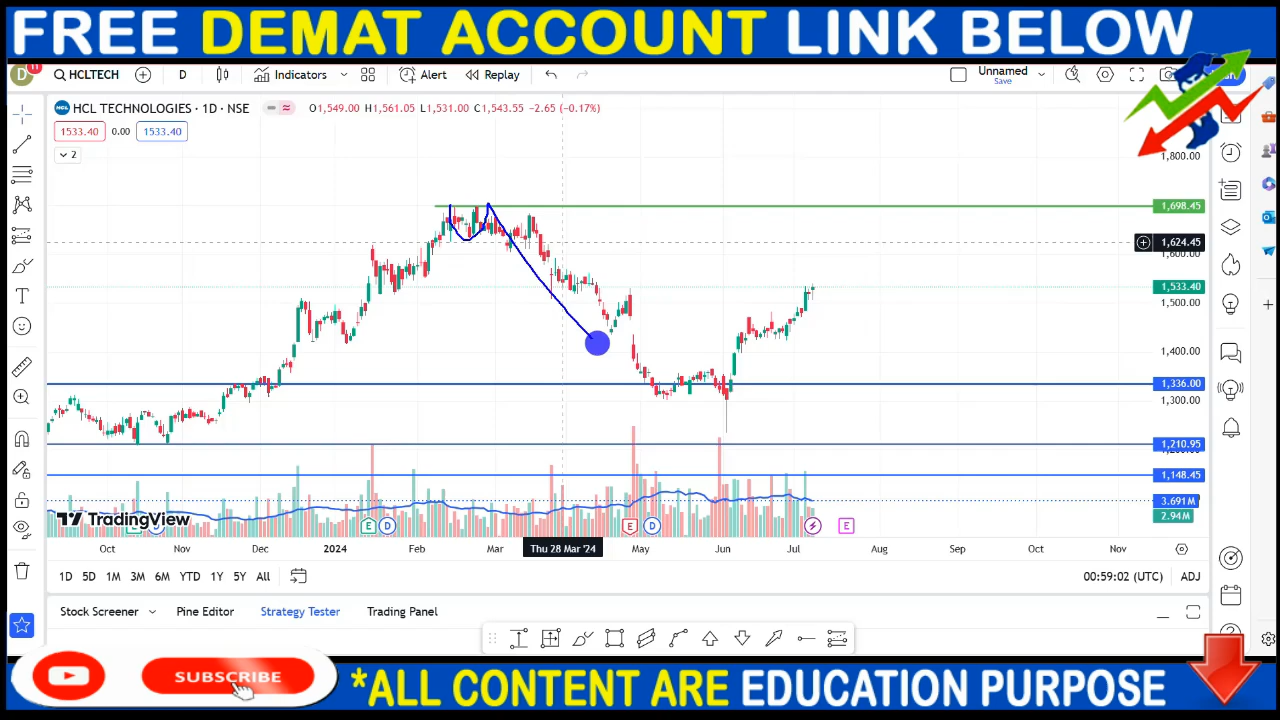 FREE DEMAT ACCOUNT LINK BELOW
D 11 HCLTECH D Indicators Alert Replay Unnamed Save
HCL TECHNOLOGIES · 1D · NSE O1,549.00 H1,561.05 L1,531.00 C1,543.55 −2.65 (−0.17%)
1533.40 0.00 1533.40
2
1,800.00
1,698.45
1,624.45
1,600.00
1,533.40
1,500.00
1,400.00
1,336.00
1,300.00
1,210.95
1,148.45
3.691M
2.94M
TradingView
E D E D E
Oct Nov Dec 2024 Feb Mar Thu 28 Mar '24 May Jun Jul Aug Sep Oct Nov
1D 5D 1M 3M 6M YTD 1Y 5Y All 00:59:02 (UTC) ADJ
Stock Screener Pine Editor Strategy Tester Trading Panel
SUBSCRIBE
*ALL CONTENT ARE EDUCATION PURPOSE